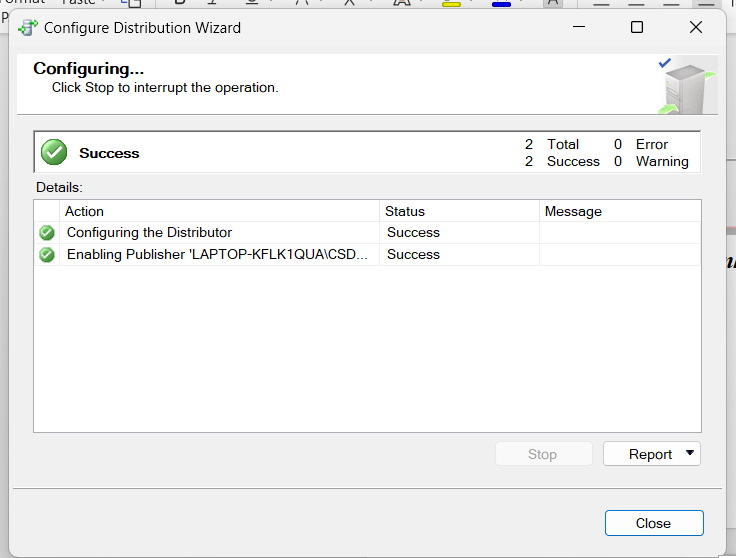 Configure Distribution Wizard
Configuring...
Click Stop to interrupt the operation.
Success
2 Total 0 Error
2 Success 0 Warning
Details:
Action Status Message
Configuring the Distributor Success
Enabling Publisher 'LAPTOP-KFLK1QUA\CSD... Success
Stop Report
Close